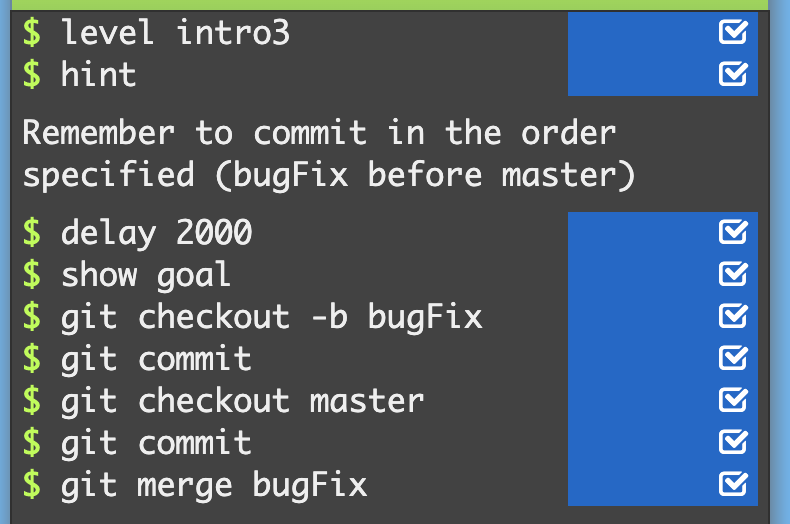 $ level intro3
$ hint
Remember to commit in the order
specified (bugFix before master)
$ delay 2000
$ show goal
$ git checkout -b bugFix
$ git commit
$ git checkout master
$ git commit
$ git merge bugFix